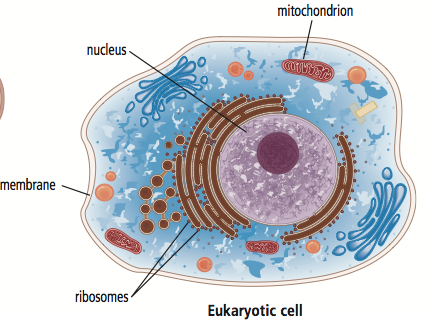 mitochondrion
nucleus
membrane
ribosomes
Eukaryotic cell